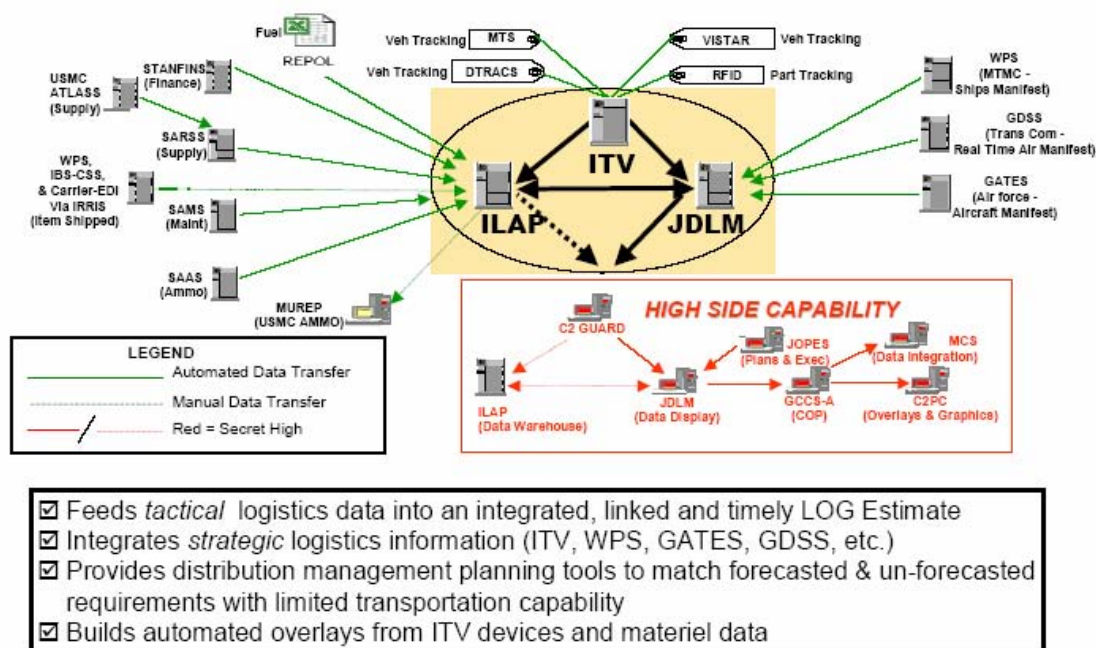 Fuel
REPOL
Veh Tracking
MTS
VISTAR
Veh Tracking
Veh Tracking
DTRACS
RFID
Part Tracking
STANFINS
(Finance)
USMC
ATLASS
(Supply)
SARSS
(Supply)
WPS,
IBS-CSS,
& Carrier-EDI
Via IRRIS
(Item Shipped)
SAMS
(Maint)
SAAS
(Ammo)
MUREP
(USMC AMMO)
ITV
ILAP
JDLM
WPS
(MTMC -
Ships Manifest)
GDSS
(Trans Com -
Real Time Air Manifest)
GATES
(Air force -
Aircraft Manifest)
LEGEND
Automated Data Transfer
Manual Data Transfer
Red = Secret High
HIGH SIDE CAPABILITY
C2 GUARD
JOPES
(Plans & Exec)
MCS
(Data Integration)
ILAP
(Data Warehouse)
JDLM
(Data Display)
GCCS-A
(COP)
C2PC
(Overlays & Graphics)
☑ Feeds tactical logistics data into an integrated, linked and timely LOG Estimate
☑ Integrates strategic logistics information (ITV, WPS, GATES, GDSS, etc.)
☑ Provides distribution management planning tools to match forecasted & un-forecasted
requirements with limited transportation capability
☑ Builds automated overlays from ITV devices and materiel data